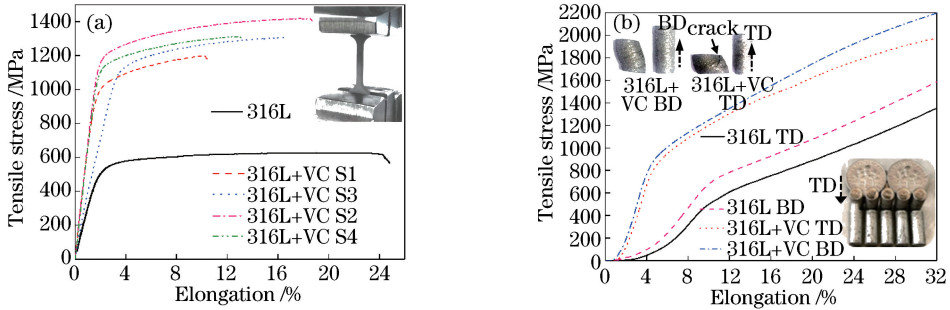 (a)
1400
1200
1000
800
600
400
200
0
Tensile stress /MPa
0 4 8 12 16 20 24
Elongation /%
316L
316L+VC S1
316L+VC S3
316L+VC S2
316L+VC S4
(b)
2200
2000
1800
1600
1400
1200
1000
800
600
400
200
0
Tensile stress /MPa
0 4 8 12 16 20 24 28 32
Elongation /%
BD
crack
TD
316L+
VC BD
316L+VC
TD
316L TD
TD
316L BD
316L+VC TD
316L+VC BD